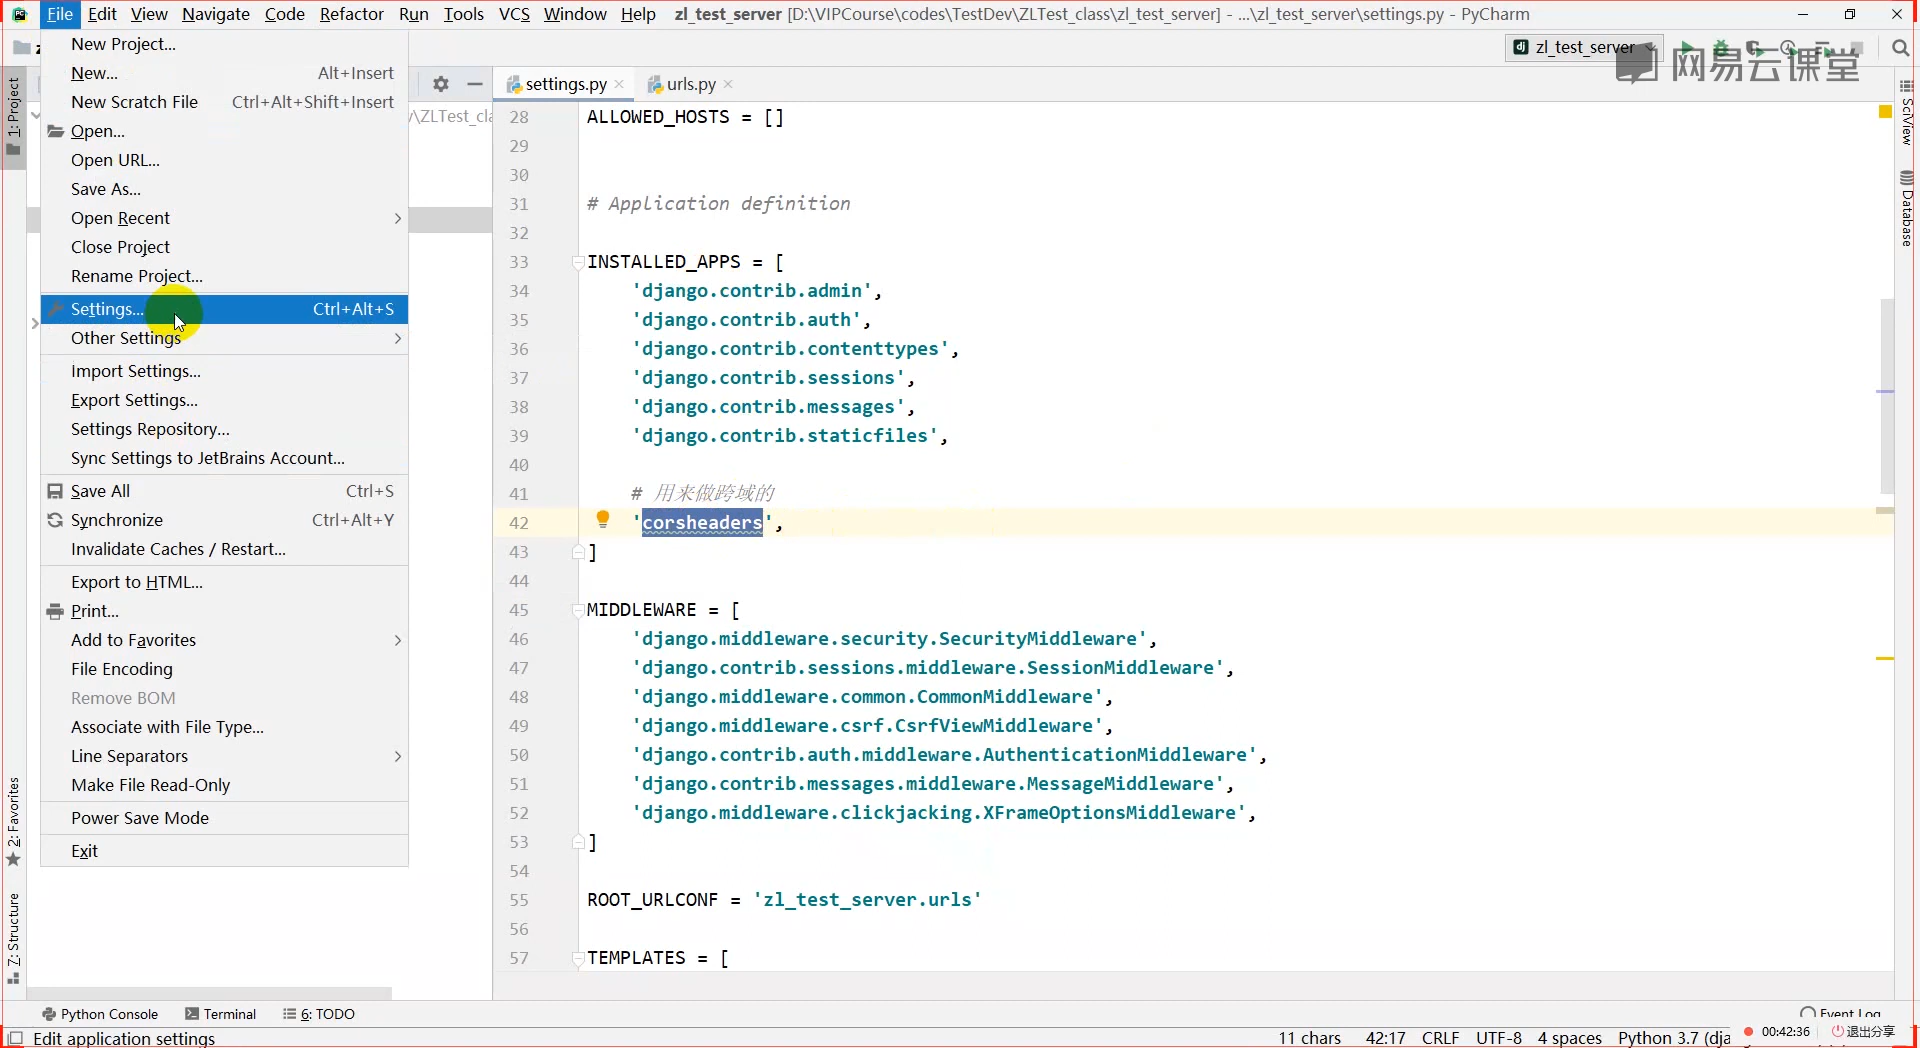 File Edit View Navigate Code Refactor Run Tools VCS Window Help zl_test_server [D:\VIPCourse\codes\TestDev\ZLTest_class\zl_test_server] - ...\zl_test_server\settings.py - PyCharm
zl_test_server
网易云课堂
New Project...
New... Alt+Insert
New Scratch File Ctrl+Alt+Shift+Insert
Open...
Open URL...
Save As...
Open Recent
Close Project
Rename Project...
Settings... Ctrl+Alt+S
Other Settings
Import Settings...
Export Settings...
Settings Repository...
Sync Settings to JetBrains Account...
Save All Ctrl+S
Synchronize Ctrl+Alt+Y
Invalidate Caches / Restart...
Export to HTML...
Print...
Add to Favorites
File Encoding
Remove BOM
Associate with File Type...
Line Separators
Make File Read-Only
Power Save Mode
Exit
1: Project
2: Favorites
7: Structure
settings.py urls.py
28 ALLOWED_HOSTS = []
29
30
31 # Application definition
32
33 INSTALLED_APPS = [
34 'django.contrib.admin',
35 'django.contrib.auth',
36 'django.contrib.contenttypes',
37 'django.contrib.sessions',
38 'django.contrib.messages',
39 'django.contrib.staticfiles',
40
41 # 用来做跨域的
42 'corsheaders',
43 ]
44
45 MIDDLEWARE = [
46 'django.middleware.security.SecurityMiddleware',
47 'django.contrib.sessions.middleware.SessionMiddleware',
48 'django.middleware.common.CommonMiddleware',
49 'django.middleware.csrf.CsrfViewMiddleware',
50 'django.contrib.auth.middleware.AuthenticationMiddleware',
51 'django.contrib.messages.middleware.MessageMiddleware',
52 'django.middleware.clickjacking.XFrameOptionsMiddleware',
53 ]
54
55 ROOT_URLCONF = 'zl_test_server.urls'
56
57 TEMPLATES = [
SciView
Database
Python Console Terminal 6: TODO Event Log
Edit application settings 11 chars 42:17 CRLF UTF-8 4 spaces Python 3.7 (dja
00:42:36 退出分享